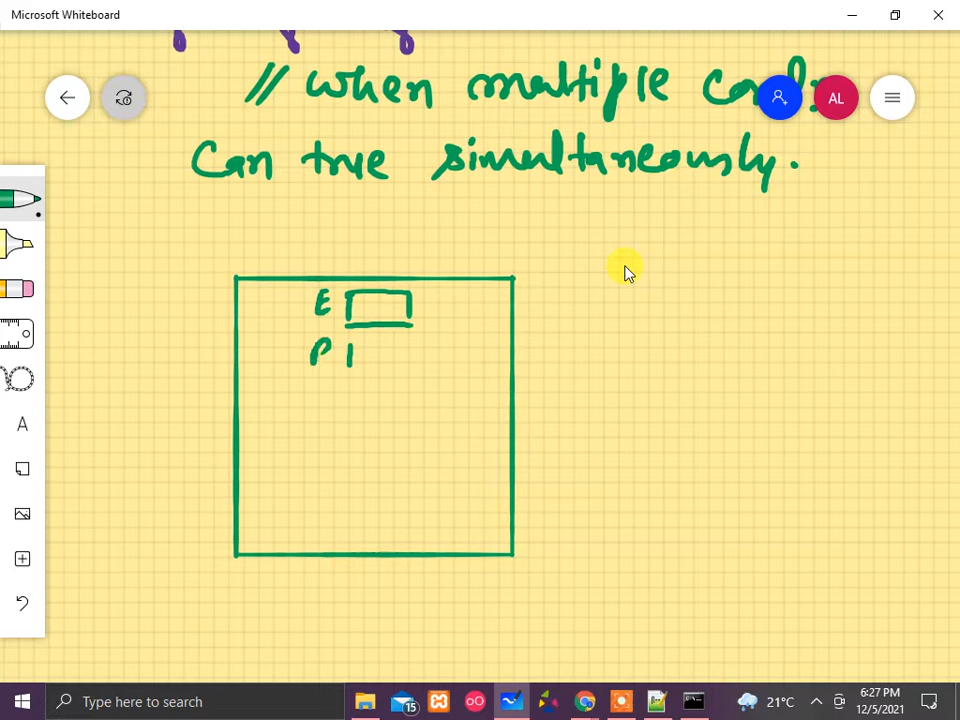 Microsoft Whiteboard
// when multiple
AL
Can true simultaneously.
E
P
A
Type here to search
15
21°C
6:27 PM
12/5/2021